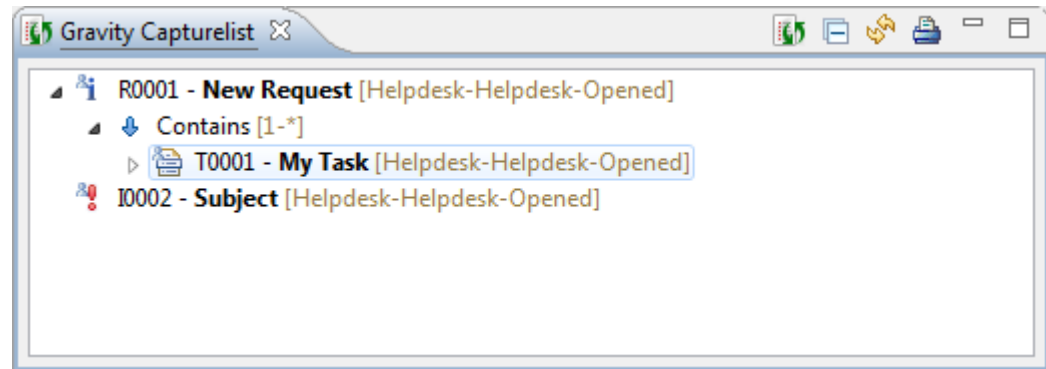 Gravity Capturelist
R0001 - New Request [Helpdesk-Helpdesk-Opened]
Contains [1-*]
T0001 - My Task [Helpdesk-Helpdesk-Opened]
I0002 - Subject [Helpdesk-Helpdesk-Opened]